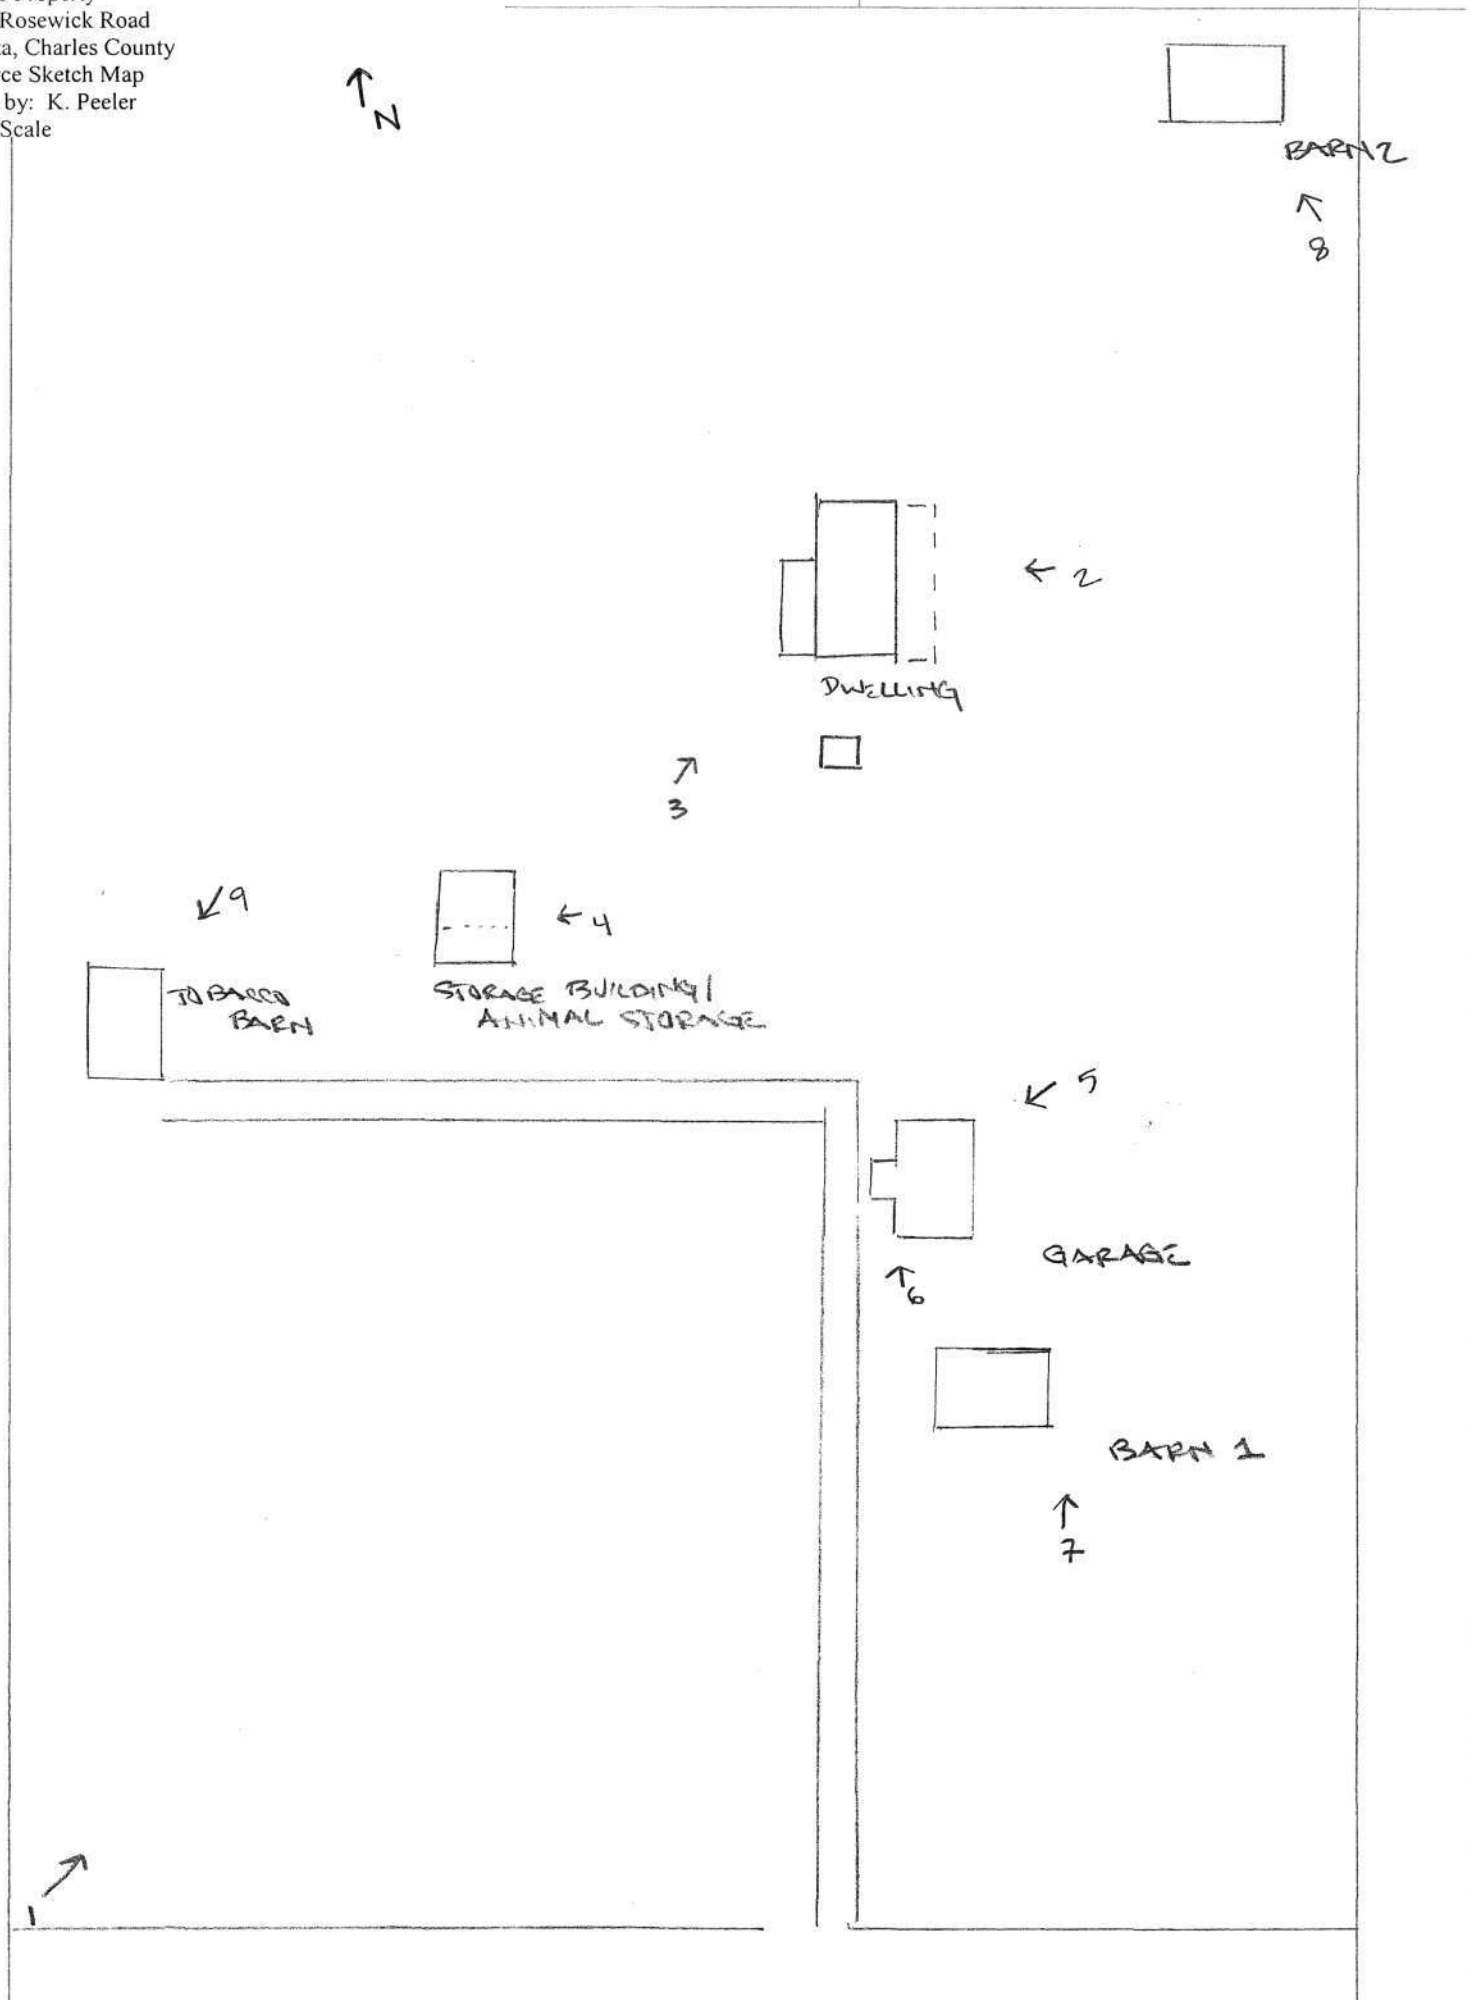 Rosewick Road
a, Charles County
ce Sketch Map
by: K. Peeler
Scale
N
BARN 2
8
2
DWELLING
3
9
4
TOBACCO
BARN
STORAGE BUILDING/
ANIMAL STORAGE
5
GARAGE
6
BARN 1
7
1